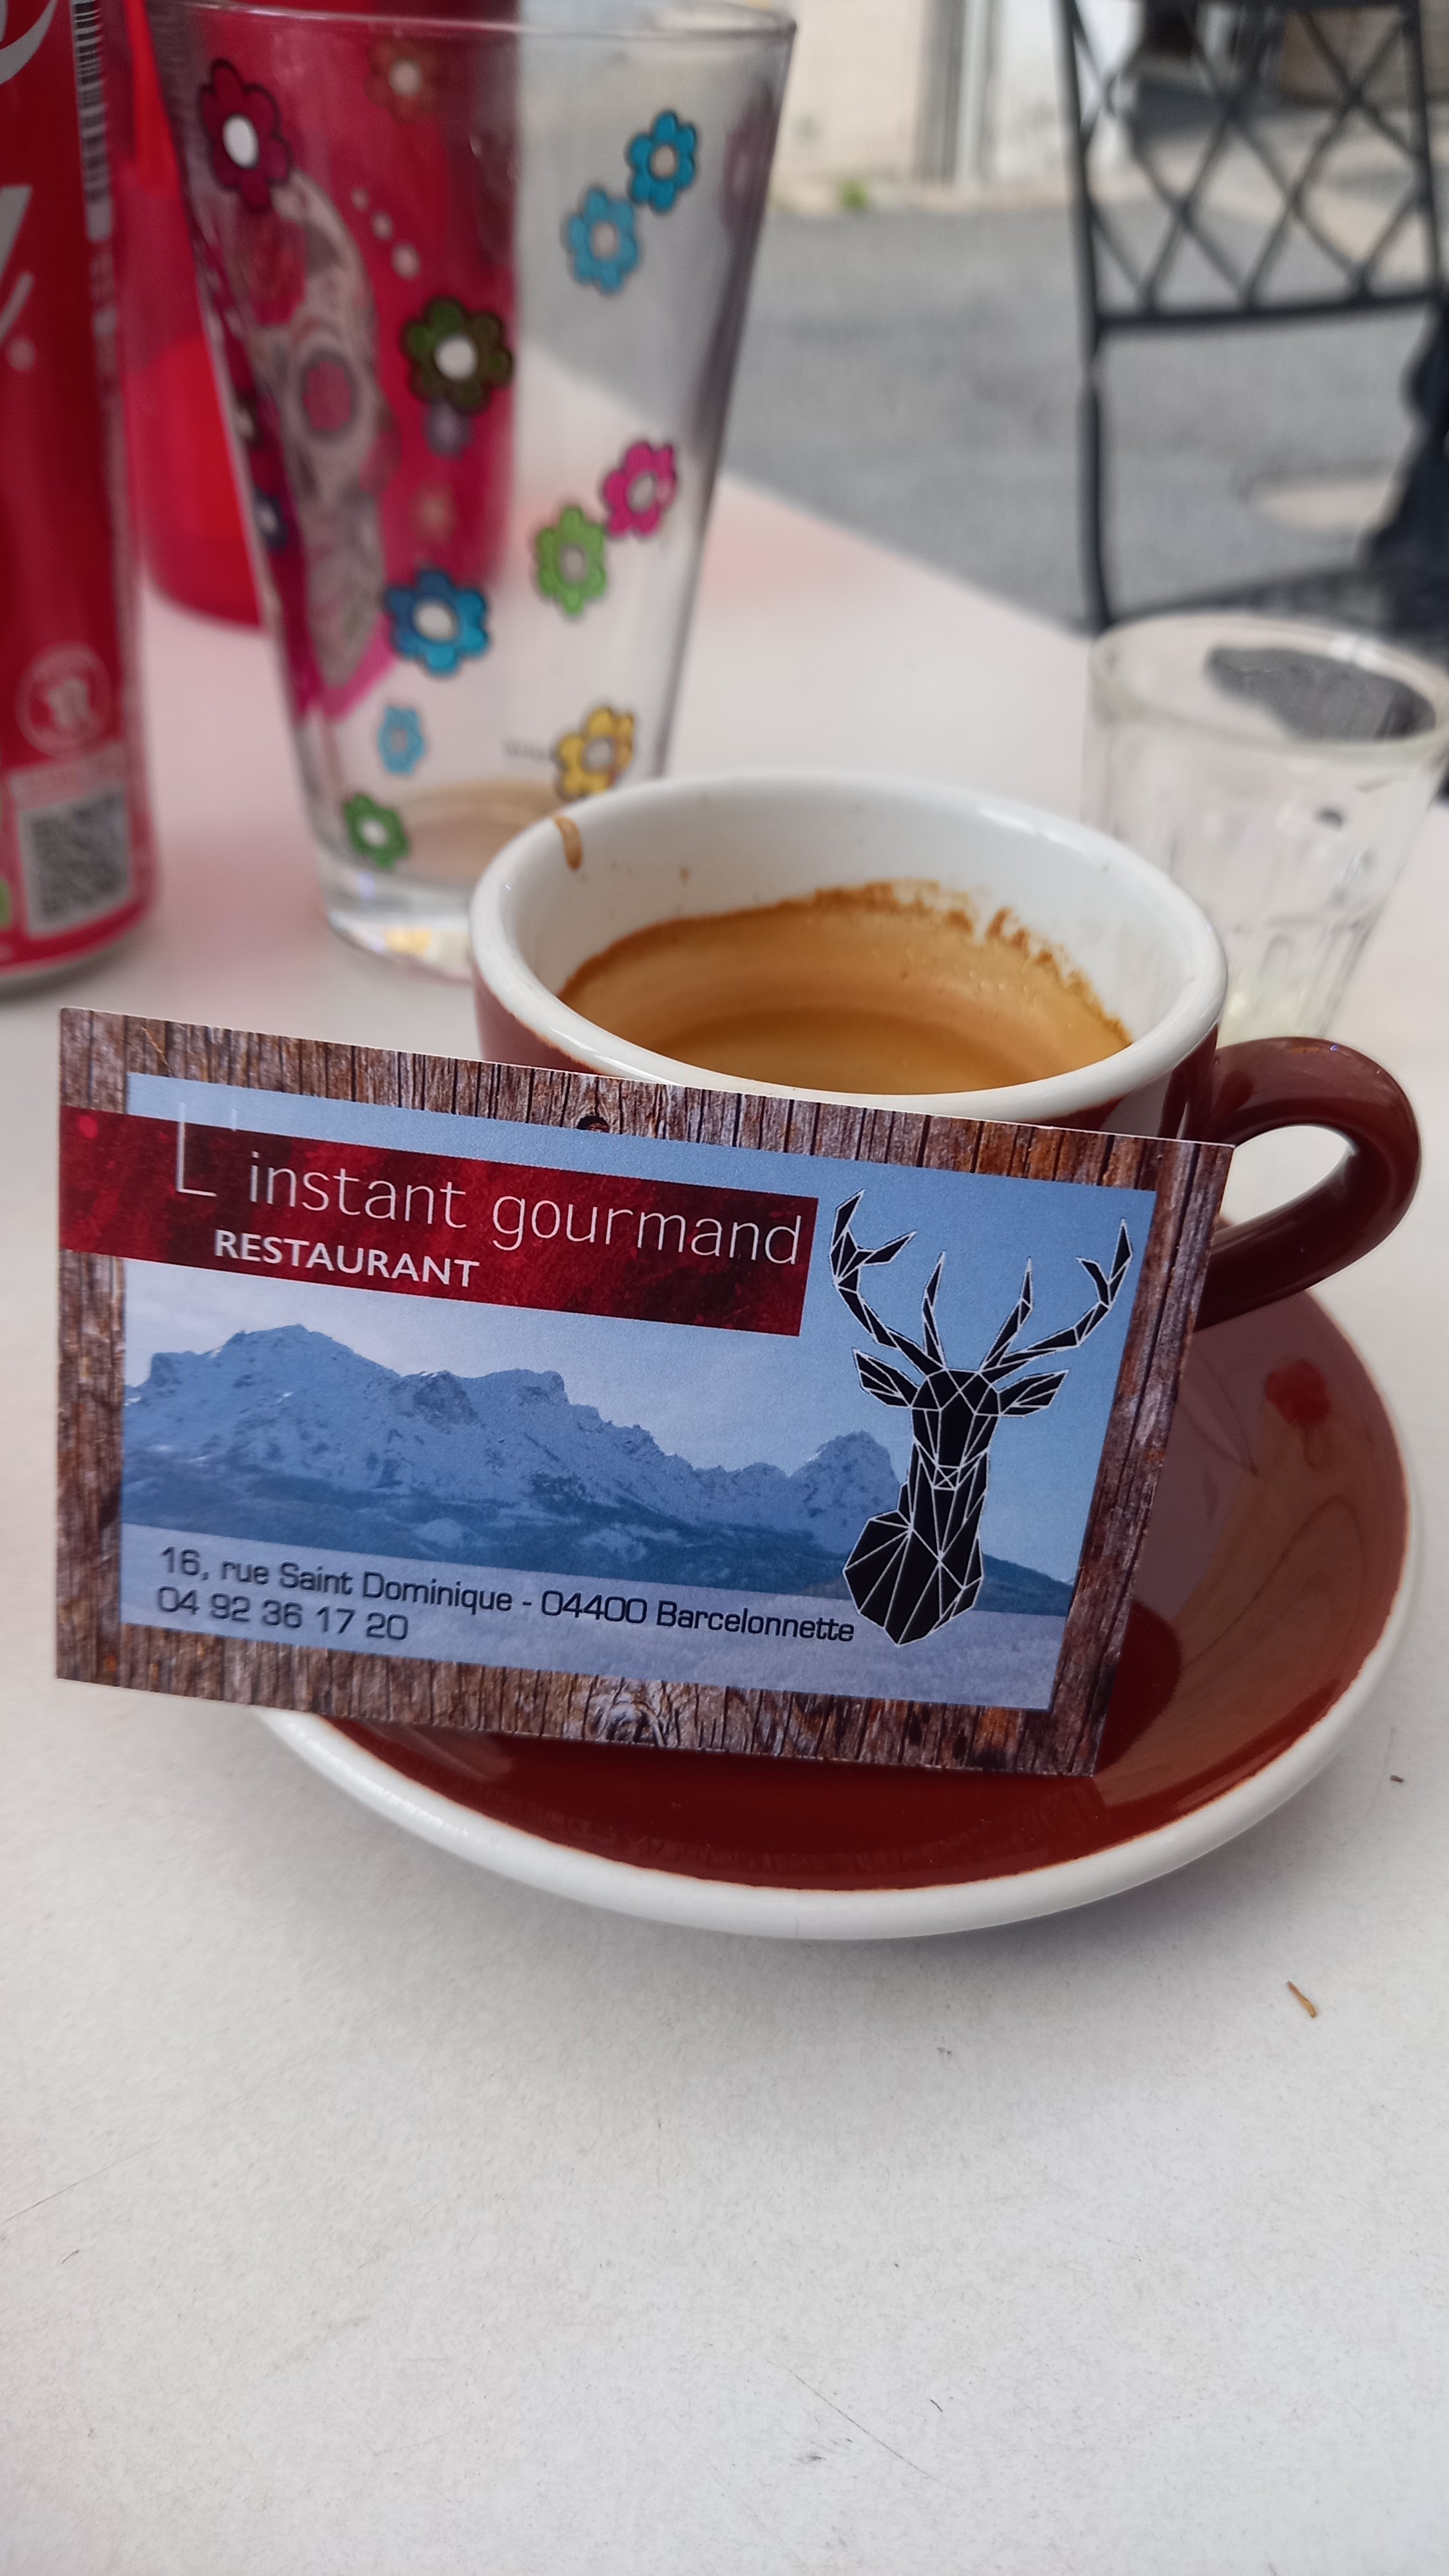 L'instant gourmand
RESTAURANT
16, rue Saint Dominique - 04400 Barcelonnette
04 92 36 17 20